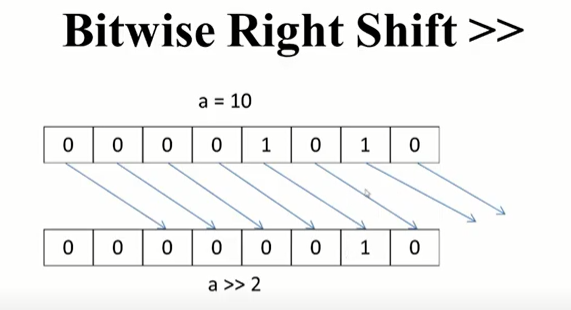 Bitwise Right Shift >>
a = 10
0 0 0 0 1 0 1 0
0 0 0 0 0 0 1 0
a >> 2